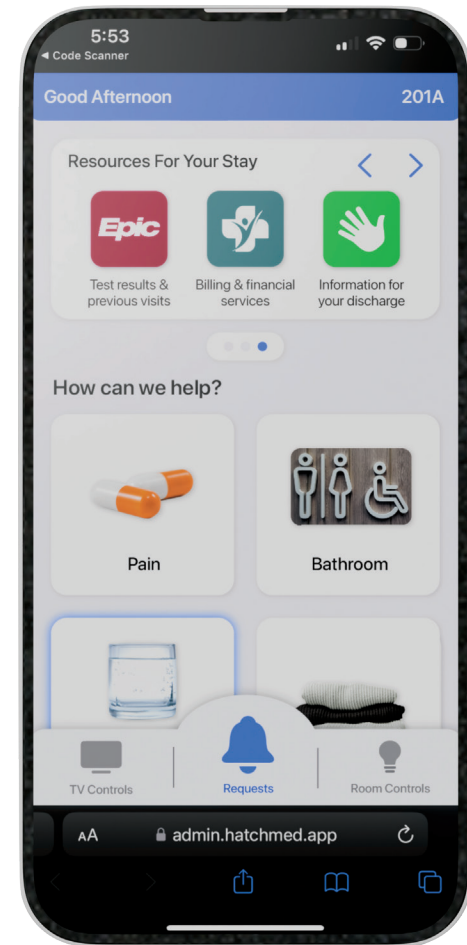 5:53
◀ Code Scanner
Good Afternoon
201A
Resources For Your Stay
Epic
Test results &
previous visits
Billing & financial
services
Information for
your discharge
How can we help?
Pain
Bathroom
TV Controls
Requests
Room Controls
AA
admin.hatchmed.app